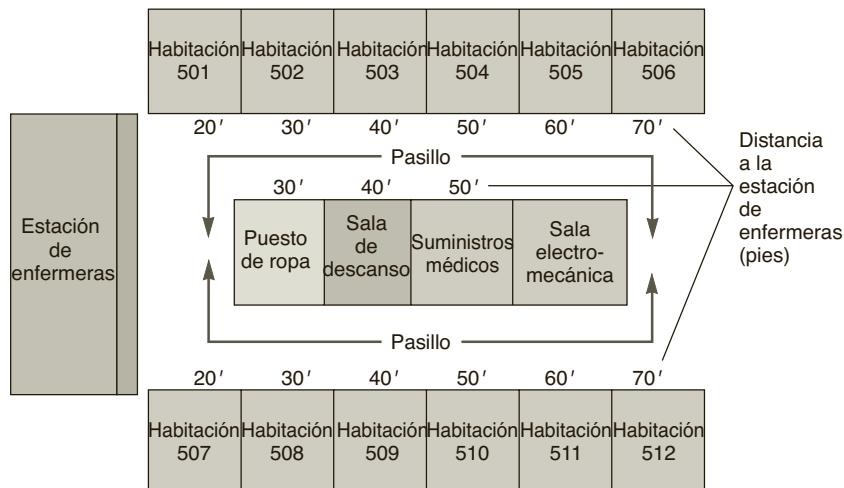 Habitación
501
Habitación
502
Habitación
503
Habitación
504
Habitación
505
Habitación
506
20′ 30′ 40′ 50′ 60′ 70′
Distancia
a la
estación
de
enfermeras
(pies)
Pasillo
30′ 40′ 50′
Estación
de
enfermeras
Puesto
de ropa
Sala
de
descanso
Suministros
médicos
Sala
electro-
mecánica
Pasillo
20′ 30′ 40′ 50′ 60′ 70′
Habitación
507
Habitación
508
Habitación
509
Habitación
510
Habitación
511
Habitación
512